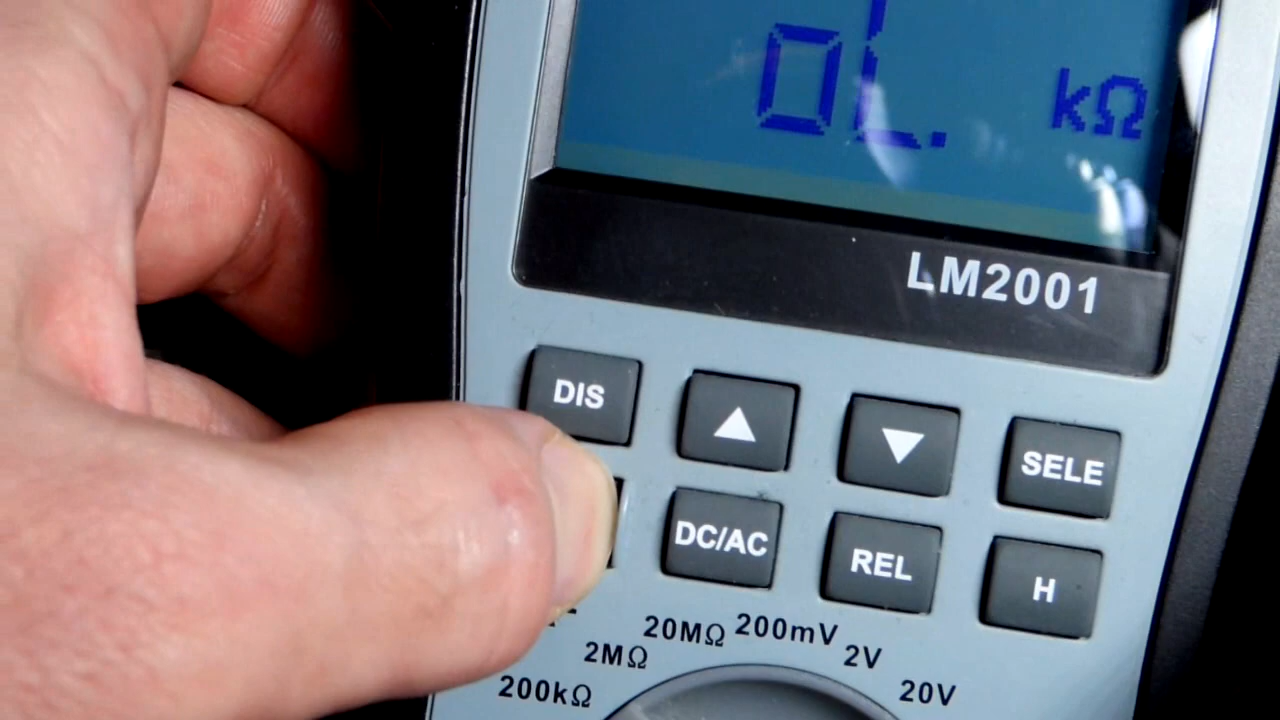 0L.
kΩ
LM2001
DIS ▲ ▼ SELE
DC/AC REL H
20MΩ 200mV
2MΩ 2V
200kΩ 20V